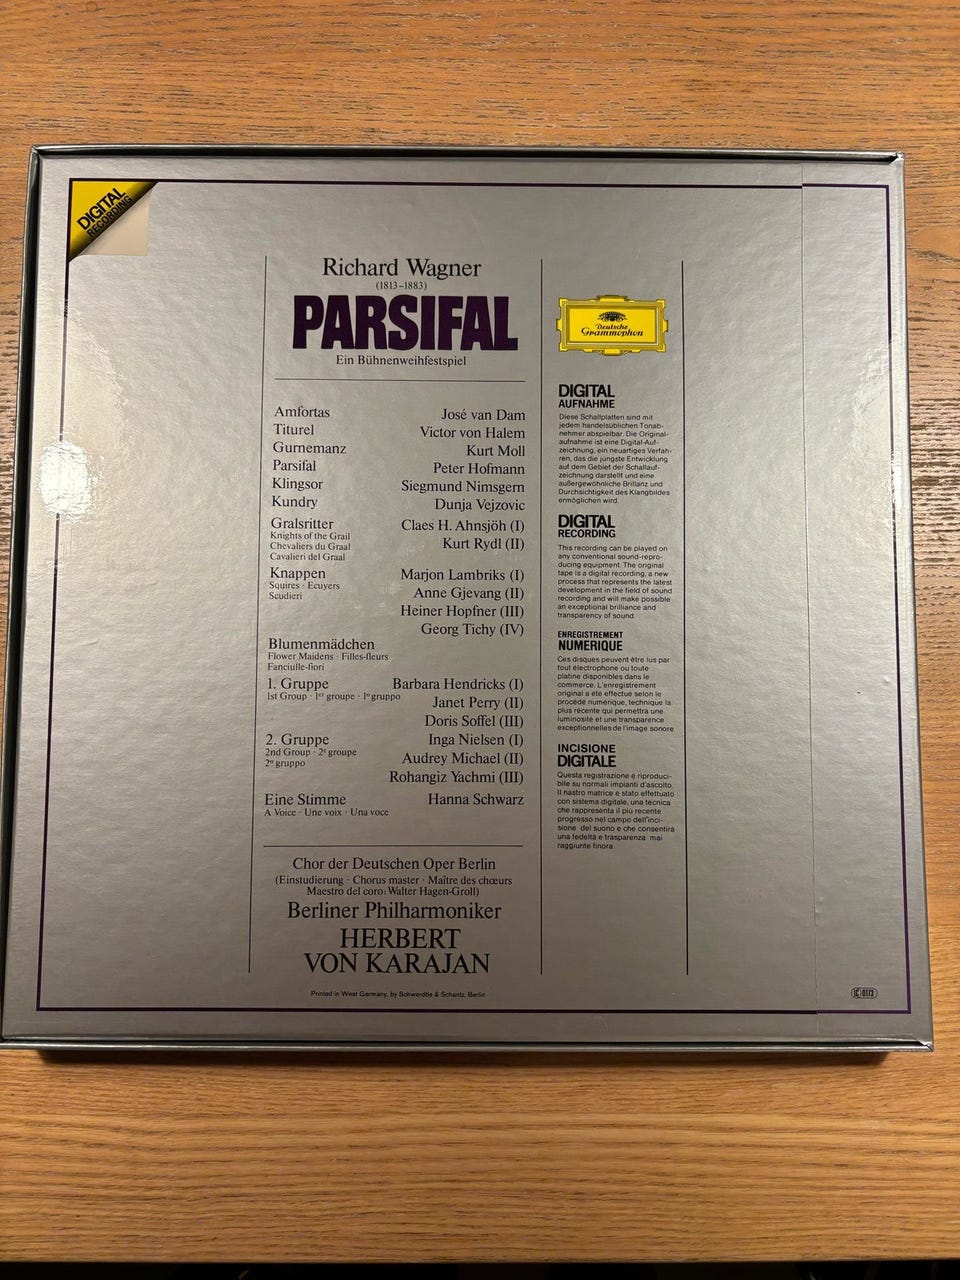 DIGITAL
RECORDING
Richard Wagner
(1813–1883)
PARSIFAL
Ein Bühnenweihfestspiel
Amfortas José van Dam
Titurel Victor von Halem
Gurnemanz Kurt Moll
Parsifal Peter Hofmann
Klingsor Siegmund Nimsgern
Kundry Dunja Vejzovic
Gralsritter Claes H. Ahnsjöh (I)
Knights of the Grail
Chevaliers du Graal Kurt Rydl (II)
Cavalieri del Graal
Knappen Marjon Lambriks (I)
Squires · Ecuyers Anne Gjevang (II)
Scudieri
Heiner Hopfner (III)
Georg Tichy (IV)
Blumenmädchen
Flower Maidens · Filles-fleurs
Fanciulle-fiori
1. Gruppe Barbara Hendricks (I)
1st Group · 1er groupe · 1o gruppo
Janet Perry (II)
Doris Soffel (III)
2. Gruppe Inga Nielsen (I)
2nd Group · 2e groupe
2o gruppo Audrey Michael (II)
Rohangiz Yachmi (III)
Eine Stimme Hanna Schwarz
A Voice · Une voix · Una voce
Chor der Deutschen Oper Berlin
(Einstudierung · Chorus master · Maître des chœurs
Maestro del coro: Walter Hagen-Groll)
Berliner Philharmoniker
HERBERT
VON KARAJAN
Printed in West Germany, by Schwerdtle & Schantz, Berlin
Deutsche
Grammophon
DIGITAL
AUFNAHME
Diese Schallplatten sind mit
jedem handelsüblichen Tonab-
nehmer abspielbar. Die Original-
aufnahme ist eine Digital-Auf-
zeichnung, ein neuartiges Verfah-
ren, das die jüngste Entwicklung
auf dem Gebiet der Schallauf-
zeichnung darstellt und eine
außergewöhnliche Brillanz und
Durchsichtigkeit des Klangbildes
ermöglichen wird.
DIGITAL
RECORDING
This recording can be played on
any conventional sound-repro-
ducing equipment. The original
tape is a digital recording, a new
process that represents the latest
development in the field of sound
recording and will make possible
an exceptional brilliance and
transparency of sound.
ENREGISTREMENT
NUMERIQUE
Ces disques peuvent être lus par
tout électrophone ou toute
platine disponibles dans le
commerce. L'enregistrement
original a été effectué selon le
procédé numérique, technique la
plus récente qui permettra une
luminosité et une transparence
exceptionnelles de l'image sonore
INCISIONE
DIGITALE
Questa registrazione è riproduci-
bile su normali impianti d'ascolto.
Il nastro matrice è stato effettuato
con sistema digitale, una tecnica
che rappresenta il più recente
progresso nel campo dell'inci-
sione del suono e che consentirà
una fedeltà e trasparenza mai
raggiunte finora.
LC 0173